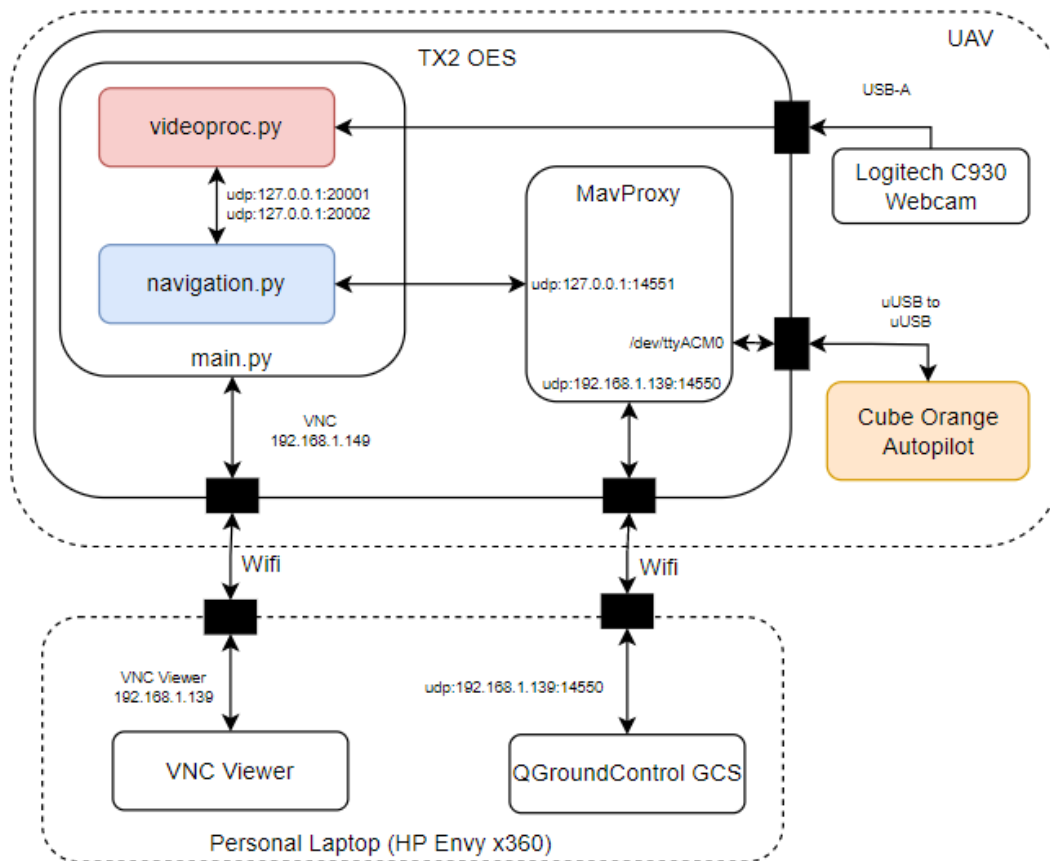 UAV
TX2 OES
USB-A
videoproc.py
Logitech C930
Webcam
udp:127.0.0.1:20001
udp:127.0.0.1:20002
MavProxy
navigation.py
udp:127.0.0.1:14551
uUSB to
uUSB
/dev/ttyACM0
main.py
udp:192.168.1.139:14550
VNC
192.168.1.149
Cube Orange
Autopilot
Wifi
Wifi
VNC Viewer
192.168.1.139
udp:192.168.1.139:14550
VNC Viewer
QGroundControl GCS
Personal Laptop (HP Envy x360)